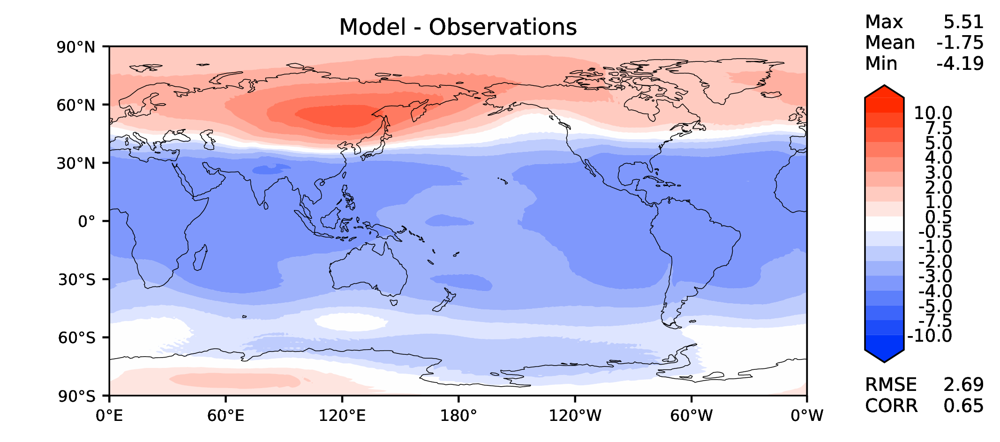 Model - Observations
Max 5.51
Mean -1.75
Min -4.19
90°N
60°N
30°N
0°
30°S
60°S
90°S
0°E 60°E 120°E 180° 120°W 60°W 0°W
10.0
7.5
5.0
4.0
3.0
2.0
1.0
0.5
-0.5
-1.0
-2.0
-3.0
-4.0
-5.0
-7.5
-10.0
RMSE 2.69
CORR 0.65